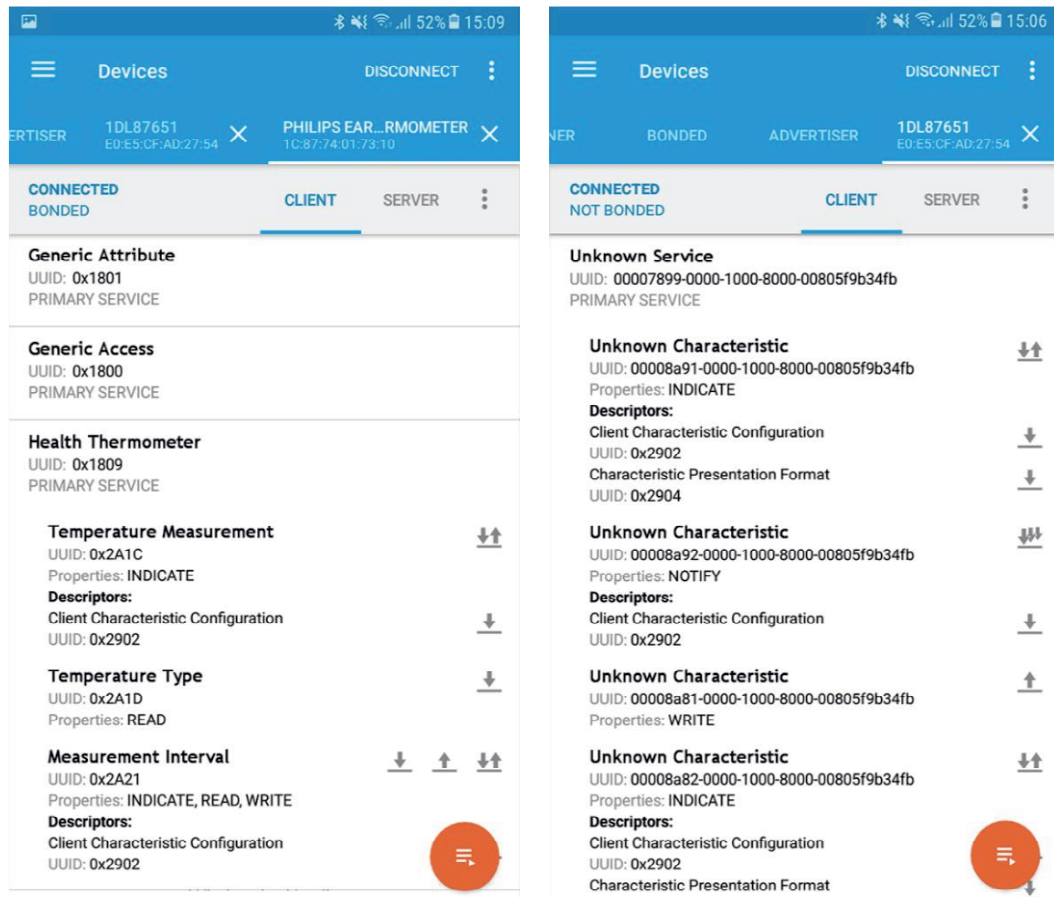 52% 15:09
Devices
DISCONNECT
ERTISER
1DL87651
E0:E5:CF:AD:27:54
PHILIPS EAR...RMOMETER
1C:87:74:01:73:10
CONNECTED
BONDED
CLIENT
SERVER
Generic Attribute
UUID: 0x1801
PRIMARY SERVICE
Generic Access
UUID: 0x1800
PRIMARY SERVICE
Health Thermometer
UUID: 0x1809
PRIMARY SERVICE
Temperature Measurement
UUID: 0x2A1C
Properties: INDICATE
Descriptors:
Client Characteristic Configuration
UUID: 0x2902
Temperature Type
UUID: 0x2A1D
Properties: READ
Measurement Interval
UUID: 0x2A21
Properties: INDICATE, READ, WRITE
Descriptors:
Client Characteristic Configuration
UUID: 0x2902
52% 15:06
Devices
DISCONNECT
NER
BONDED
ADVERTISER
1DL87651
E0:E5:CF:AD:27:54
CONNECTED
NOT BONDED
CLIENT
SERVER
Unknown Service
UUID: 00007899-0000-1000-8000-00805f9b34fb
PRIMARY SERVICE
Unknown Characteristic
UUID: 00008a91-0000-1000-8000-00805f9b34fb
Properties: INDICATE
Descriptors:
Client Characteristic Configuration
UUID: 0x2902
Characteristic Presentation Format
UUID: 0x2904
Unknown Characteristic
UUID: 00008a92-0000-1000-8000-00805f9b34fb
Properties: NOTIFY
Descriptors:
Client Characteristic Configuration
UUID: 0x2902
Unknown Characteristic
UUID: 00008a81-0000-1000-8000-00805f9b34fb
Properties: WRITE
Unknown Characteristic
UUID: 00008a82-0000-1000-8000-00805f9b34fb
Properties: INDICATE
Descriptors:
Client Characteristic Configuration
UUID: 0x2902
Characteristic Presentation Format